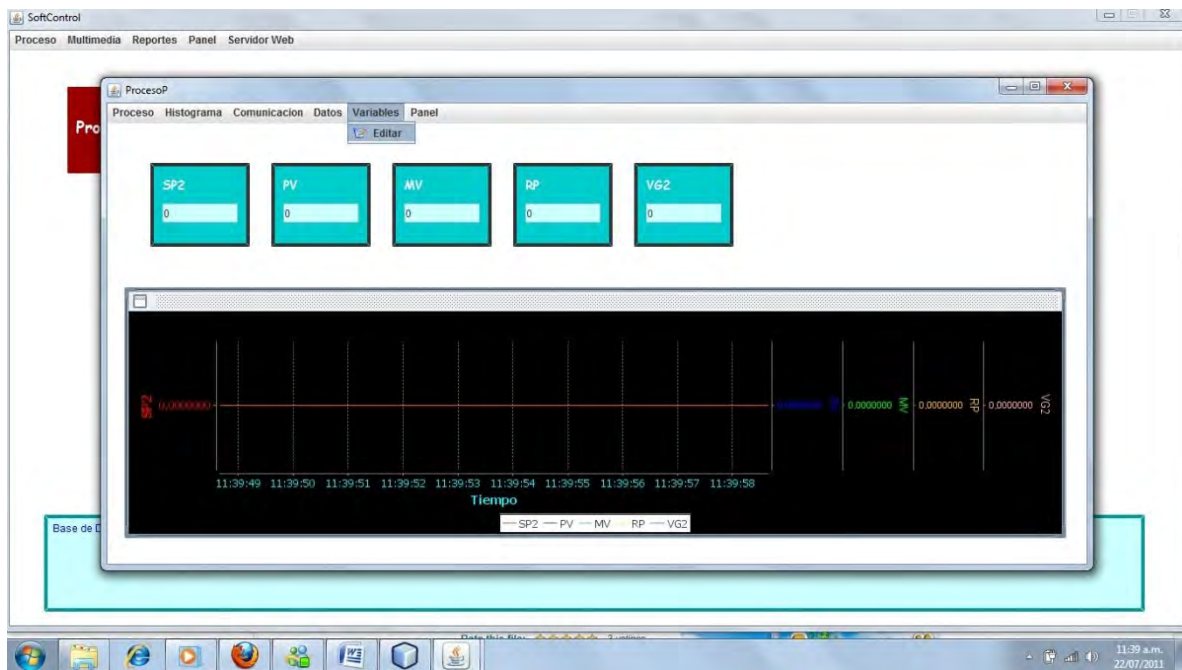 SoftControl
Proceso Multimedia Reportes Panel Servidor Web
ProcesoP
Proceso Histograma Comunicacion Datos Variables Panel
Editar
Pro
SP2 PV MV RP VG2
0 0 0 0 0
SP2 0,0000000 0,0000000 MV 0,0000000 RP 0,0000000 VG2
11:39:49 11:39:50 11:39:51 11:39:52 11:39:53 11:39:54 11:39:55 11:39:56 11:39:57 11:39:58
Tiempo
SP2 PV MV RP VG2
Base de D
11:39 a.m.
22/07/2011